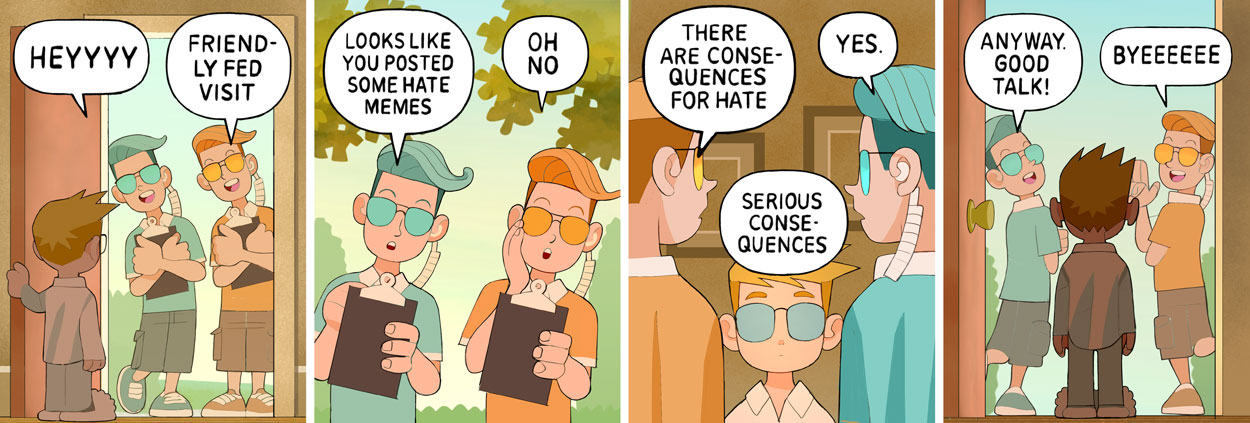 HEYYYY
FRIEND-
LY FED
VISIT
LOOKS LIKE
YOU POSTED
SOME HATE
MEMES
OH
NO
THERE
ARE CONSE-
QUENCES
FOR HATE
YES.
SERIOUS
CONSE-
QUENCES
ANYWAY.
GOOD
TALK!
BYEEEEEE